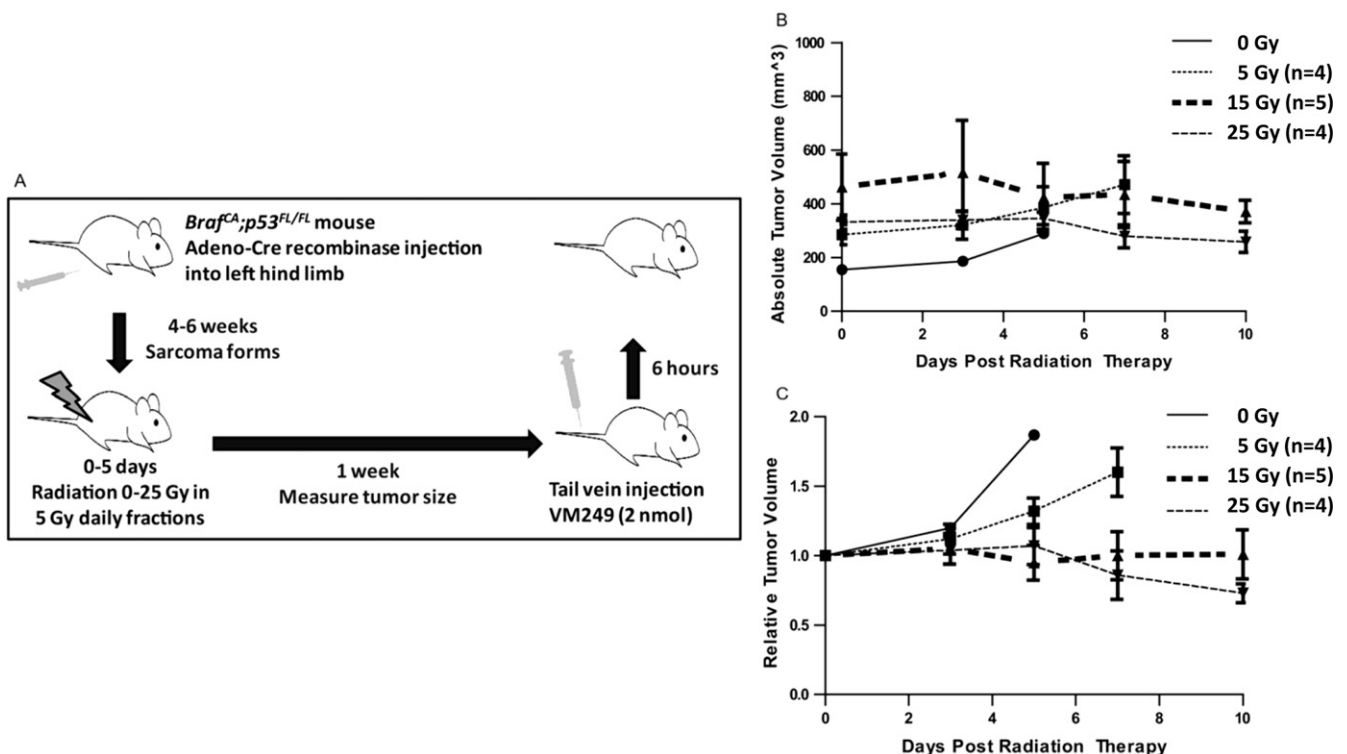 A
Braf^CA;p53^FL/FL mouse
Adeno-Cre recombinase injection
into left hind limb
4-6 weeks
Sarcoma forms
6 hours
0-5 days
Radiation 0-25 Gy in
5 Gy daily fractions
1 week
Measure tumor size
Tail vein injection
VM249 (2 nmol)
B
Absolute Tumor Volume (mm^3)
1000
800
600
400
200
0
0 2 4 6 8 10
Days Post Radiation Therapy
0 Gy
5 Gy (n=4)
15 Gy (n=5)
25 Gy (n=4)
C
Relative Tumor Volume
2.0
1.5
1.0
0.5
0.0
0 2 4 6 8 10
Days Post Radiation Therapy
0 Gy
5 Gy (n=4)
15 Gy (n=5)
25 Gy (n=4)